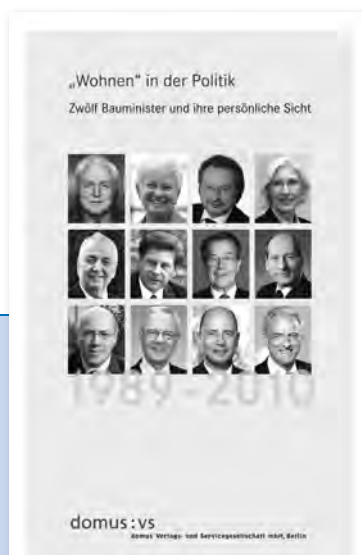 „Wohnen“ in der Politik
Zwölf Bauminister und ihre persönliche Sicht
1989 - 2010
domus:vs
domus Verlags- und Servicegesellschaft mbH, Berlin